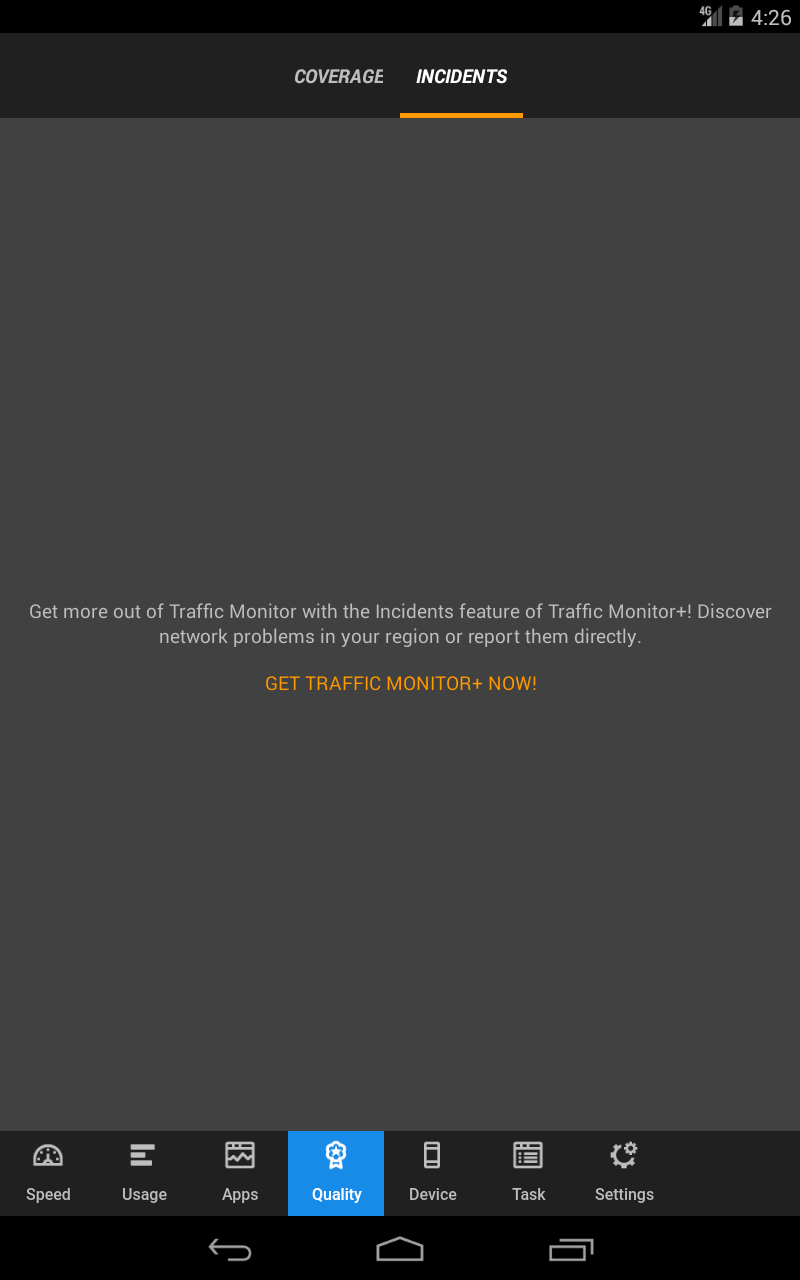 4G 4:26
COVERAGE INCIDENTS
Get more out of Traffic Monitor with the Incidents feature of Traffic Monitor+! Discover
network problems in your region or report them directly.
GET TRAFFIC MONITOR+ NOW!
Speed Usage Apps Quality Device Task Settings